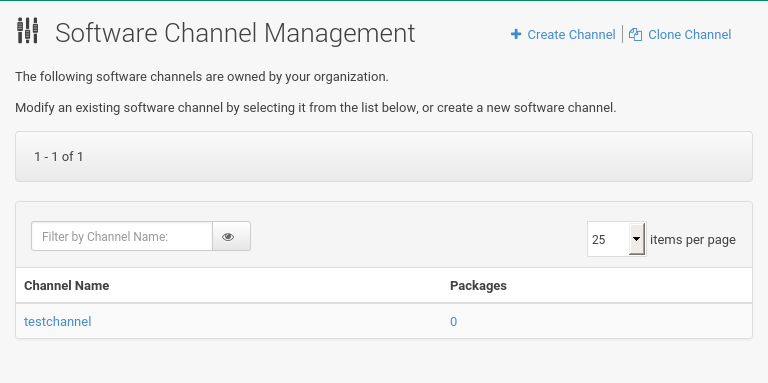 Software Channel Management
Create Channel | Clone Channel
The following software channels are owned by your organization.
Modify an existing software channel by selecting it from the list below, or create a new software channel.
1 - 1 of 1
Filter by Channel Name: 25 items per page
Channel Name Packages
testchannel 0